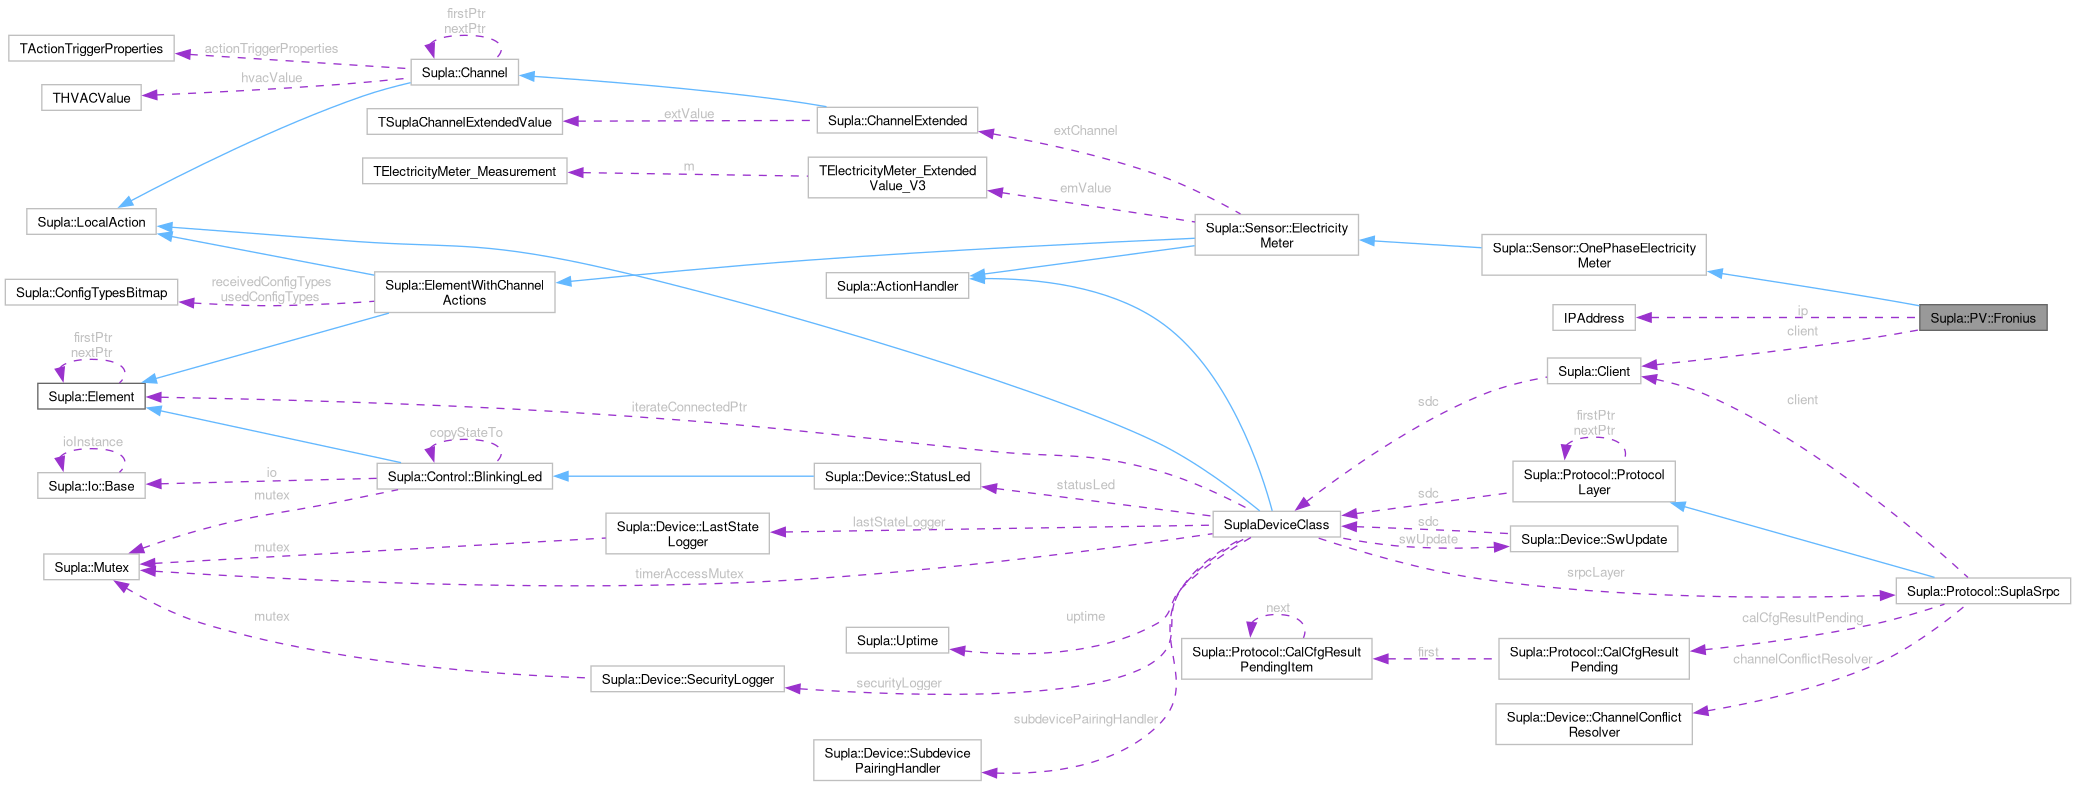 firstPtr
nextPtr
TActionTriggerProperties
actionTriggerProperties
Supla::Channel
hvacValue
THVACValue
TSuplaChannelExtendedValue
extValue
Supla::ChannelExtended
extChannel
TElectricityMeter_Measurement
m
TElectricityMeter_Extended
Value_V3
emValue
Supla::LocalAction
Supla::Sensor::Electricity
Meter
Supla::Sensor::OnePhaseElectricity
Meter
Supla::ConfigTypesBitmap
receivedConfigTypes
usedConfigTypes
Supla::ElementWithChannel
Actions
Supla::ActionHandler
IPAddress
ip
Supla::PV::Fronius
client
firstPtr
nextPtr
Supla::Element
iterateConnectedPtr
Supla::Client
sdc
client
copyStateTo
firstPtr
nextPtr
ioInstance
Supla::Io::Base
io
Supla::Control::BlinkingLed
Supla::Device::StatusLed
statusLed
Supla::Protocol::Protocol
Layer
sdc
mutex
Supla::Device::LastState
Logger
lastStateLogger
SuplaDeviceClass
sdc
swUpdate
Supla::Device::SwUpdate
mutex
Supla::Mutex
timerAccessMutex
srpcLayer
Supla::Protocol::SuplaSrpc
mutex
uptime
Supla::Uptime
next
Supla::Protocol::CalCfgResult
PendingItem
first
Supla::Protocol::CalCfgResult
Pending
calCfgResultPending
channelConflictResolver
Supla::Device::SecurityLogger
securityLogger
subdevicePairingHandler
Supla::Device::ChannelConflict
Resolver
Supla::Device::Subdevice
PairingHandler